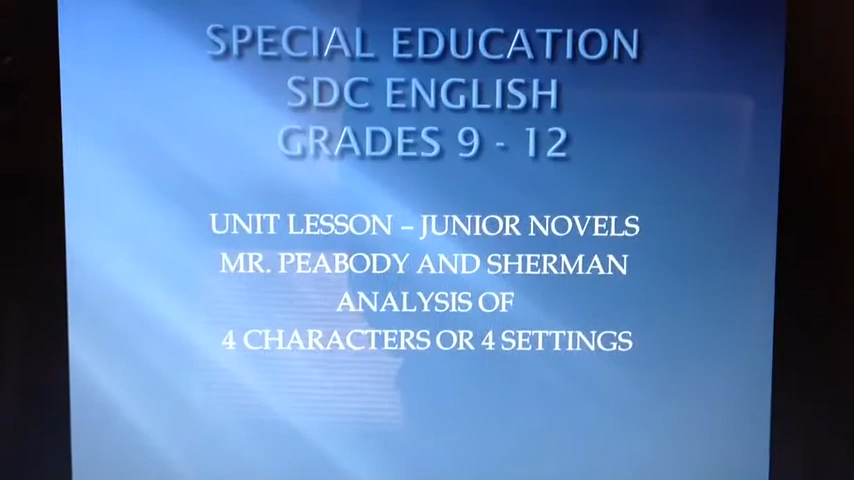 SPECIAL EDUCATION
SDC ENGLISH
GRADES 9 - 12
UNIT LESSON – JUNIOR NOVELS
MR. PEABODY AND SHERMAN
ANALYSIS OF
4 CHARACTERS OR 4 SETTINGS